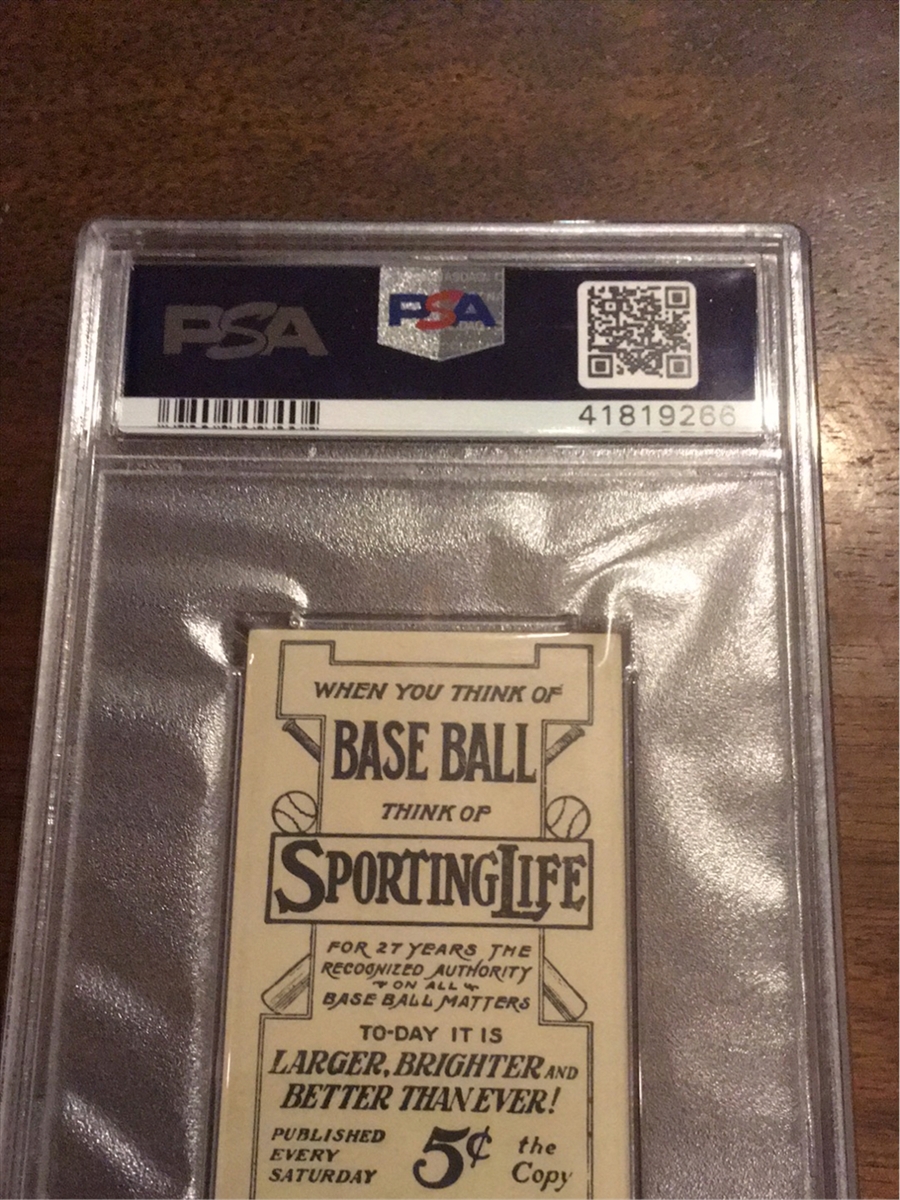 PSA
PSA
41819266
WHEN YOU THINK OF
BASE BALL
THINK OF
SPORTING LIFE
FOR 27 YEARS THE
RECOGNIZED AUTHORITY
ON ALL
BASE BALL MATTERS
TO-DAY IT IS
LARGER, BRIGHTER AND
BETTER THAN EVER!
PUBLISHED
EVERY
SATURDAY
5¢
the
Copy